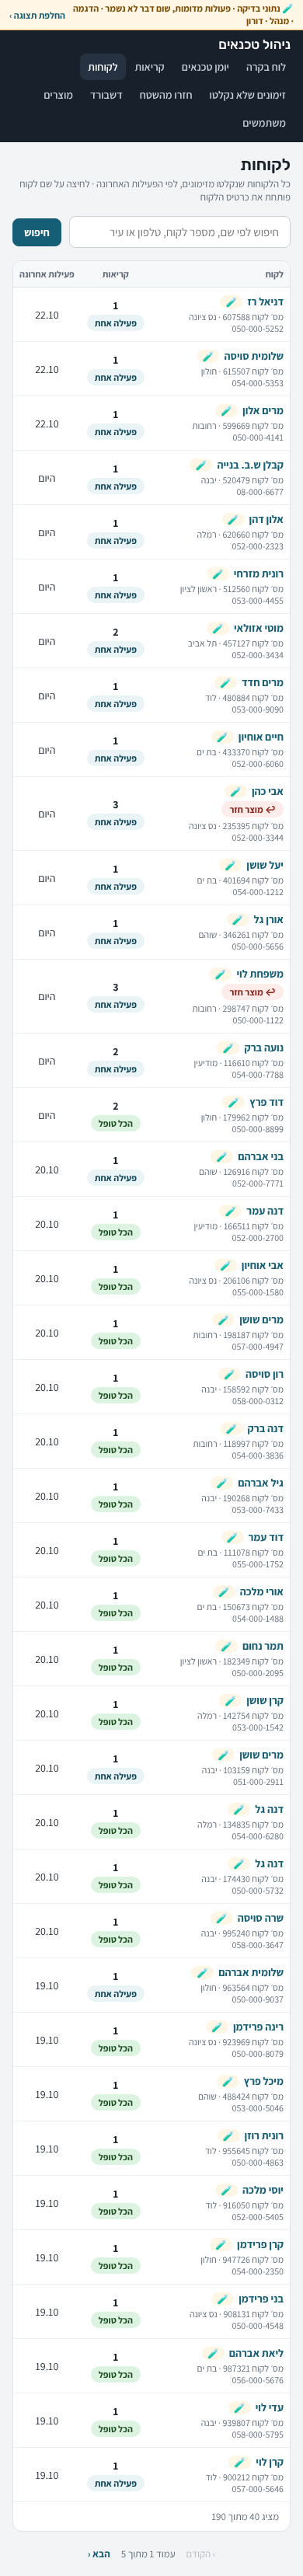 נתוני בדיקה · פעולות מדומות, שום דבר לא נשמר · הדגמה · מנהל · דורון
החלפת תצוגה ›
ניהול טכנאים
לוח בקרה
יומן טכנאים
קריאות
לקוחות
זימונים שלא נקלטו
חזרו מהשטח
דשבורד
מוצרים
משתמשים
לקוחות
כל הלקוחות שנקלטו מזימונים, לפי הפעילות האחרונה · לחיצה על שם לקוח פותחת את כרטיס הלקוח
חיפוש לפי שם, מספר לקוח, טלפון או עיר
חיפוש
לקוח קריאות פעילות אחרונה
דניאל רז
מס׳ לקוח 607588 · נס ציונה
050-000-5252
1
פעילה אחת
22.10
שלומית סויסה
מס׳ לקוח 615507 · חולון
054-000-5353
1
פעילה אחת
22.10
מרים אלון
מס׳ לקוח 599669 · רחובות
050-000-4141
1
פעילה אחת
22.10
קבלן ש.ב. בנייה
מס׳ לקוח 520479 · יבנה
08-000-6677
1
פעילה אחת
היום
אלון דהן
מס׳ לקוח 620660 · רמלה
052-000-2323
1
פעילה אחת
היום
רונית מזרחי
מס׳ לקוח 512560 · ראשון לציון
053-000-4455
1
פעילה אחת
היום
מוטי אזולאי
מס׳ לקוח 457127 · תל אביב
052-000-3434
2
פעילה אחת
היום
מרים חדד
מס׳ לקוח 480884 · לוד
053-000-9090
1
פעילה אחת
היום
חיים אוחיון
מס׳ לקוח 433370 · בת ים
052-000-6060
1
פעילה אחת
היום
אבי כהן
↩ מוצר חזר
מס׳ לקוח 235395 · נס ציונה
052-000-3344
3
פעילה אחת
היום
יעל שושן
מס׳ לקוח 401694 · בת ים
054-000-1212
1
פעילה אחת
היום
אורן גל
מס׳ לקוח 346261 · שוהם
050-000-5656
1
פעילה אחת
היום
משפחת לוי
↩ מוצר חזר
מס׳ לקוח 298747 · רחובות
050-000-1122
3
פעילה אחת
היום
נועה ברק
מס׳ לקוח 116610 · מודיעין
054-000-7788
2
פעילה אחת
היום
דוד פרץ
מס׳ לקוח 179962 · חולון
050-000-8899
2
הכל טופל
היום
בני אברהם
מס׳ לקוח 126916 · שוהם
052-000-7771
1
פעילה אחת
20.10
דנה עמר
מס׳ לקוח 166511 · מודיעין
052-000-2700
1
הכל טופל
20.10
אבי אוחיון
מס׳ לקוח 206106 · נס ציונה
055-000-1580
1
הכל טופל
20.10
מרים שושן
מס׳ לקוח 198187 · רחובות
057-000-4947
1
הכל טופל
20.10
רון סויסה
מס׳ לקוח 158592 · יבנה
058-000-0312
1
הכל טופל
20.10
דנה ברק
מס׳ לקוח 118997 · רחובות
054-000-3836
1
הכל טופל
20.10
גיל אברהם
מס׳ לקוח 190268 · יבנה
053-000-7433
1
הכל טופל
20.10
דוד עמר
מס׳ לקוח 111078 · בת ים
055-000-1752
1
הכל טופל
20.10
אורי מלכה
מס׳ לקוח 150673 · בת ים
054-000-1488
1
הכל טופל
20.10
תמר נחום
מס׳ לקוח 182349 · ראשון לציון
050-000-2095
1
הכל טופל
20.10
קרן שושן
מס׳ לקוח 142754 · רמלה
053-000-1542
1
הכל טופל
20.10
מרים שושן
מס׳ לקוח 103159 · יבנה
051-000-2911
1
פעילה אחת
20.10
דנה גל
מס׳ לקוח 134835 · רמלה
054-000-6280
1
הכל טופל
20.10
דנה גל
מס׳ לקוח 174430 · יבנה
050-000-5732
1
הכל טופל
20.10
שרה סויסה
מס׳ לקוח 995240 · יבנה
058-000-3647
1
הכל טופל
20.10
שלומית אברהם
מס׳ לקוח 963564 · חולון
050-000-9037
1
פעילה אחת
19.10
רינה פרידמן
מס׳ לקוח 923969 · נס ציונה
050-000-8079
1
הכל טופל
19.10
מיכל פרץ
מס׳ לקוח 488424 · שוהם
053-000-5046
1
הכל טופל
19.10
רונית רוזן
מס׳ לקוח 955645 · לוד
050-000-4863
1
הכל טופל
19.10
יוסי מלכה
מס׳ לקוח 916050 · לוד
052-000-5405
1
הכל טופל
19.10
קרן פרידמן
מס׳ לקוח 947726 · חולון
054-000-2350
1
הכל טופל
19.10
בני פרידמן
מס׳ לקוח 908131 · נס ציונה
050-000-4548
1
הכל טופל
19.10
ליאת אברהם
מס׳ לקוח 987321 · בת ים
056-000-5676
1
הכל טופל
19.10
עדי לוי
מס׳ לקוח 939807 · יבנה
058-000-5795
1
הכל טופל
19.10
קרן לוי
מס׳ לקוח 900212 · לוד
057-000-5646
1
פעילה אחת
19.10
מציג 40 מתוך 190
‹ הקודם
עמוד 1 מתוך 5
הבא ›